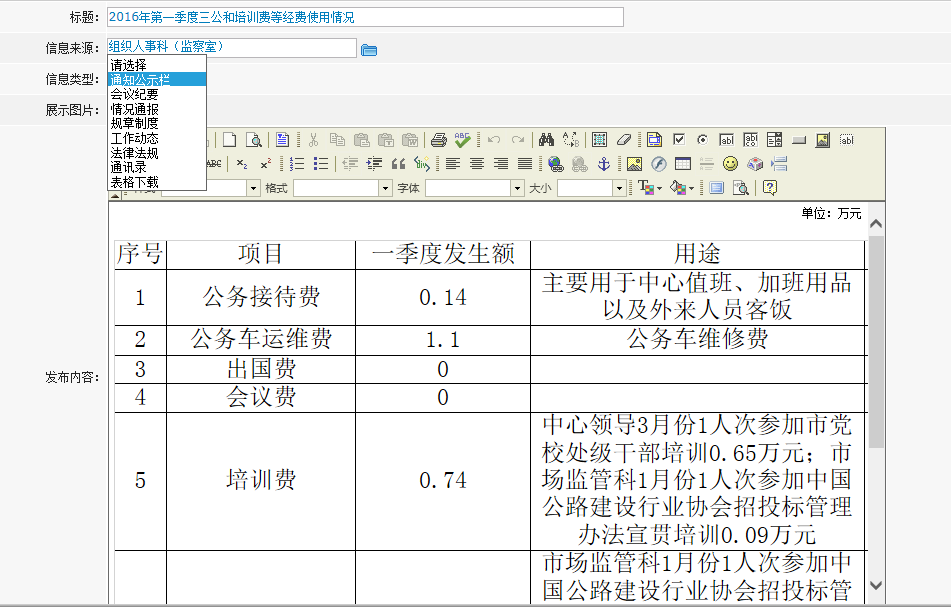 标题：2016年第一季度三公和培训费等经费使用情况
信息来源：组织人事科（监察室）
信息类型：
请选择
通知公示栏
会议纪要
情况通报
规章制度
工作动态
法律法规
通讯录
表格下载
展示图片：
格式
字体
大小
发布内容：
单位：万元
序号 项目 一季度发生额 用途
1 公务接待费 0.14 主要用于中心值班、加班用品
以及外来人员客饭
2 公务车运维费 1.1 公务车维修费
3 出国费 0
4 会议费 0
5 培训费 0.74 中心领导3月份1人次参加市党
校处级干部培训0.65万元；市
场监管科1月份1人次参加中国
公路建设行业协会招投标管理
办法宣贯培训0.09万元
市场监管科1月份1人次参加中
国公路建设行业协会招投标管